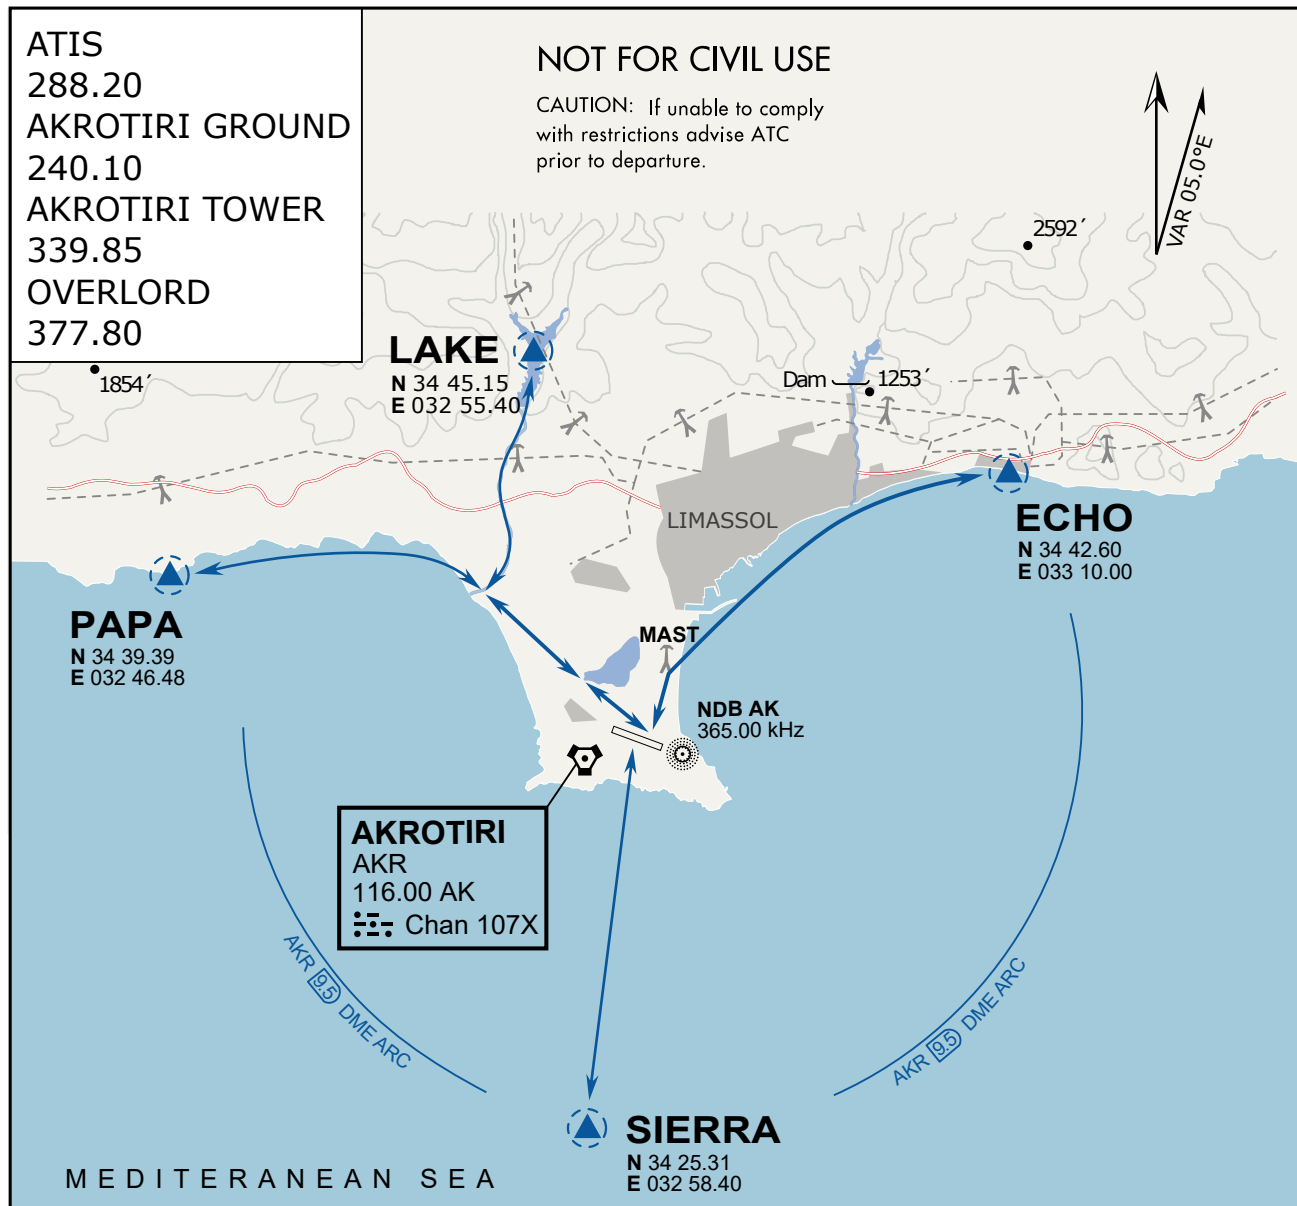 ATIS
288.20
AKROTIRI GROUND
240.10
AKROTIRI TOWER
339.85
OVERLORD
377.80
NOT FOR CIVIL USE
CAUTION: If unable to comply
with restrictions advise ATC
prior to departure.
VAR 05.0°E
2592´
1854´
LAKE
N 34 45.15
E 032 55.40
Dam
1253´
LIMASSOL
ECHO
N 34 42.60
E 033 10.00
PAPA
N 34 39.39
E 032 46.48
MAST
NDB AK
365.00 kHz
AKROTIRI
AKR
116.00 AK
Chan 107X
AKR 9.5 DME ARC
AKR 9.5 DME ARC
SIERRA
N 34 25.31
E 032 58.40
MEDITERANEAN SEA